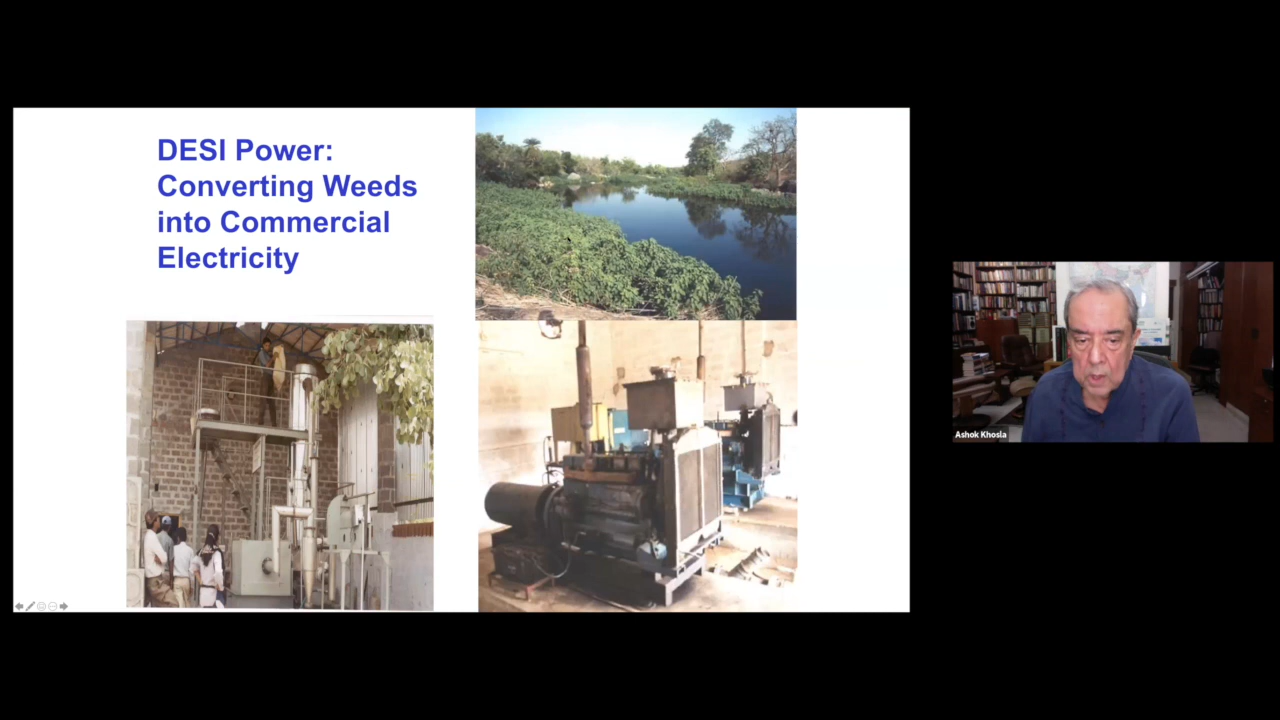 DESI Power:
Converting Weeds
into Commercial
Electricity
Ashok Khosla